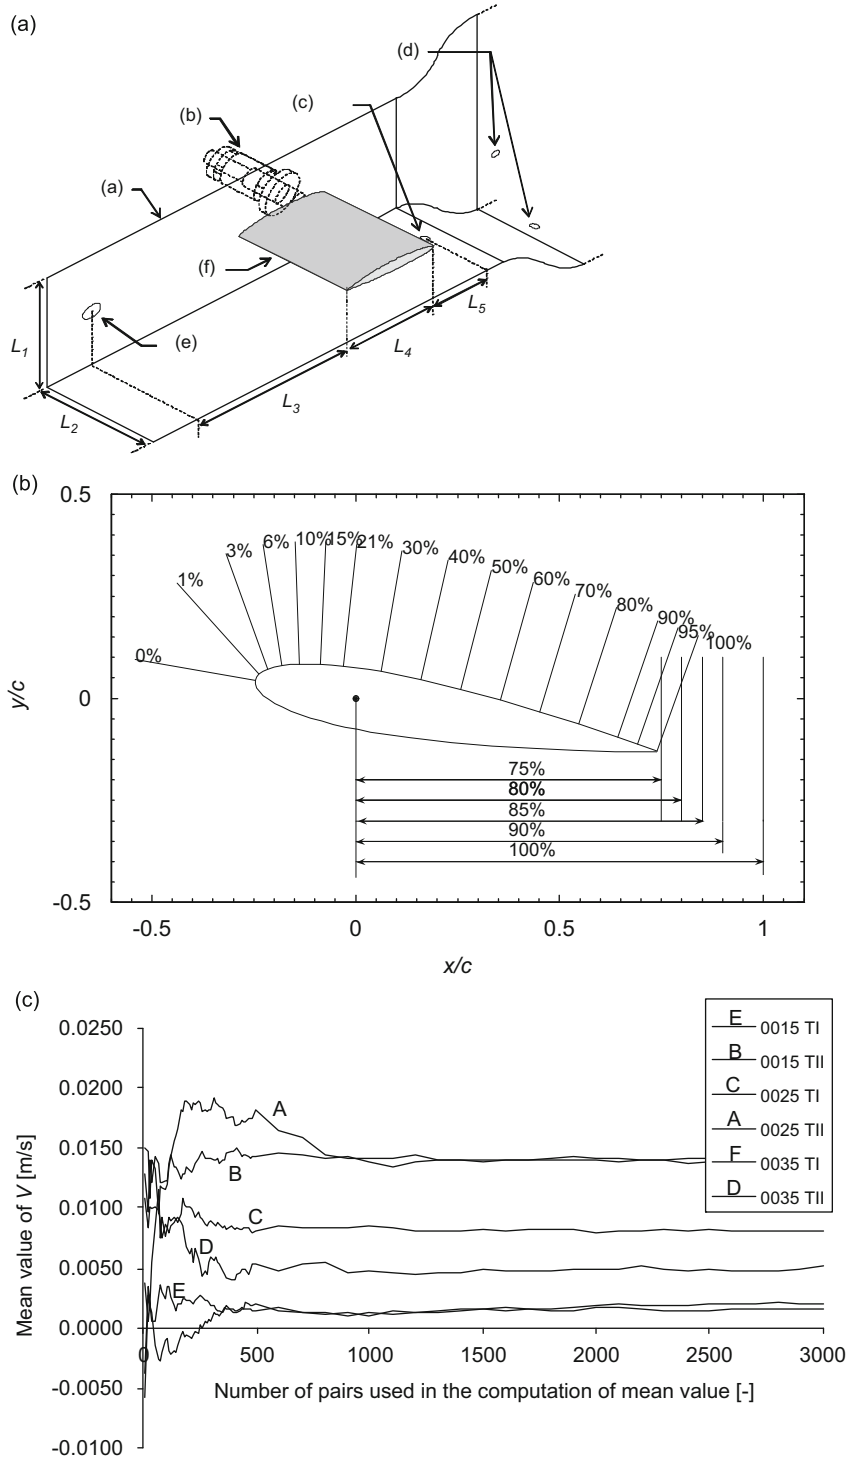 (a)
(d)
(c)
(b)
(a)
(f)
(e)
L1
L2
L3
L4
L5
(b)
0.5
0
-0.5
y/c
0%
1%
3%
6%
10%
15%
21%
30%
40%
50%
60%
70%
80%
90%
95%
100%
75%
80%
85%
90%
100%
-0.5
0
0.5
1
x/c
(c)
0.0250
0.0200
0.0150
0.0100
0.0050
0.0000
-0.0050
-0.0100
Mean value of V [m/s]
A
B
C
D
E
E 0015 TI
B 0015 TII
C 0025 TI
A 0025 TII
F 0035 TI
D 0035 TII
0
500
1000
1500
2000
2500
3000
Number of pairs used in the computation of mean value [-]